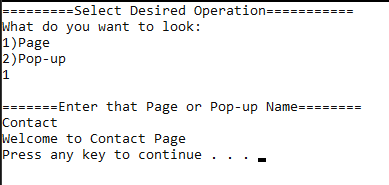 ========Select Desired Operation===========
What do you want to look:
1)Page
2)Pop-up
1
=======Enter that Page or Pop-up Name========
Contact
Welcome to Contact Page
Press any key to continue . . .